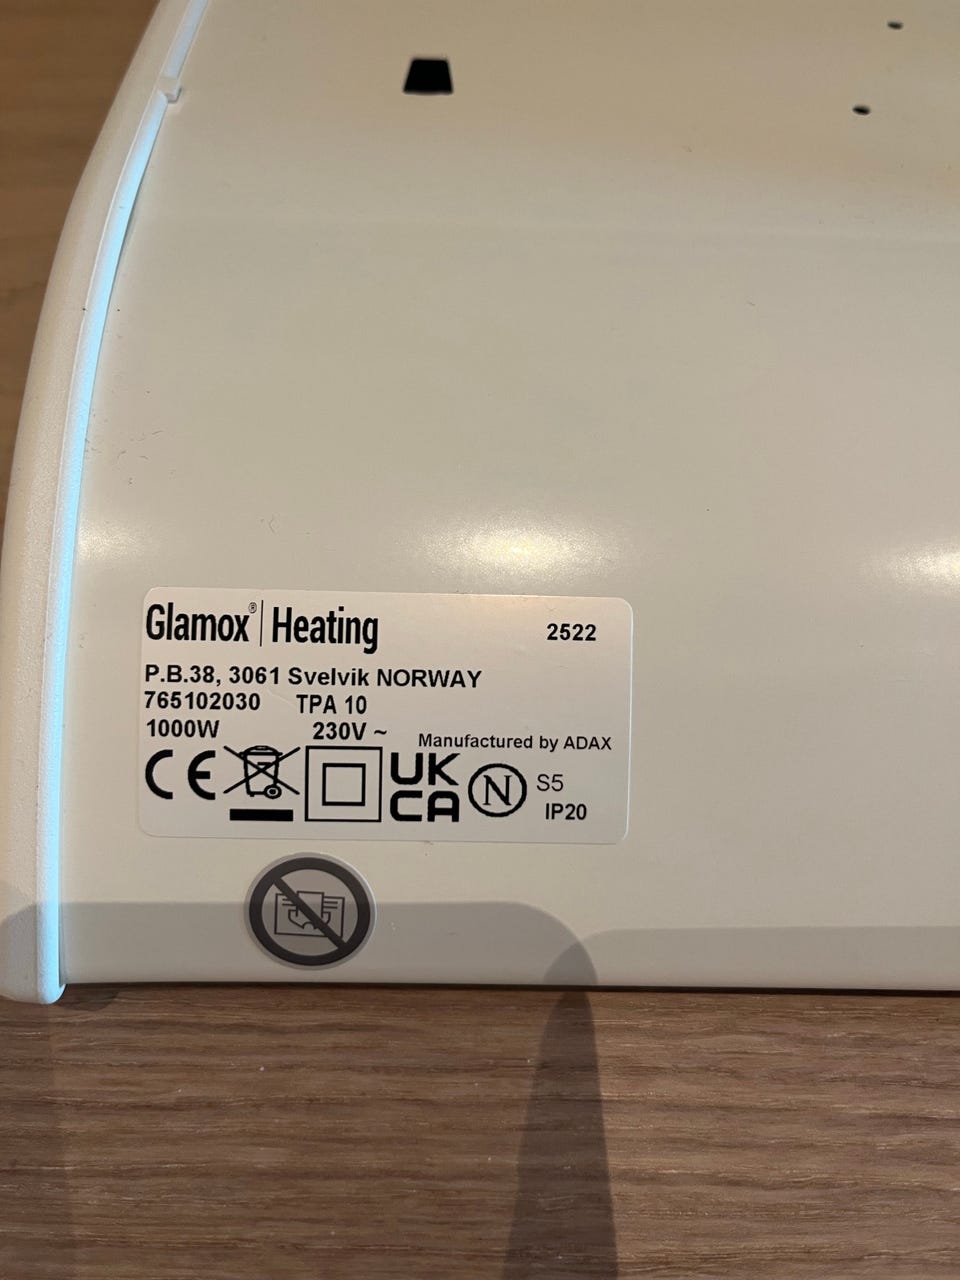 Glamox® Heating 2522
P.B.38, 3061 Svelvik NORWAY
765102030 TPA 10
1000W 230V ~ Manufactured by ADAX
CE UK CA N S5
IP20